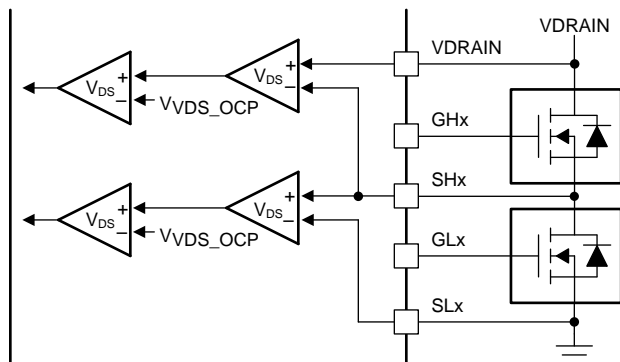 VDRAIN
VDRAIN
+
VDS
−
+
VDS
−
VVDS_OCP
GHx
SHx
+
VDS
−
+
VDS
−
VVDS_OCP
GLx
SLx